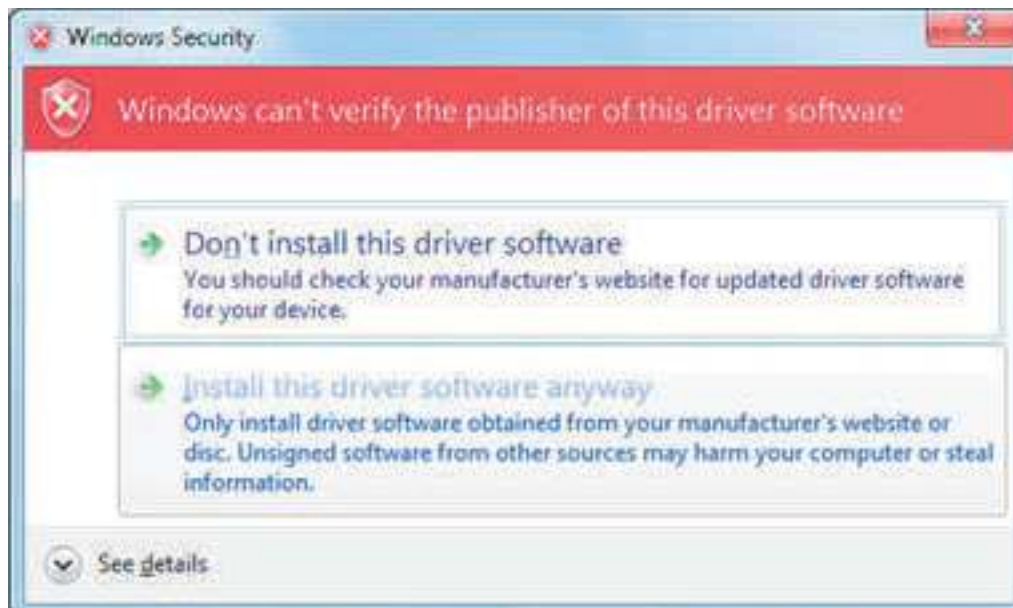 Windows Security
Windows can't verify the publisher of this driver software
Don't install this driver software
You should check your manufacturer's website for updated driver software
for your device.
Install this driver software anyway
Only install driver software obtained from your manufacturer's website or
disc. Unsigned software from other sources may harm your computer or steal
information.
See details